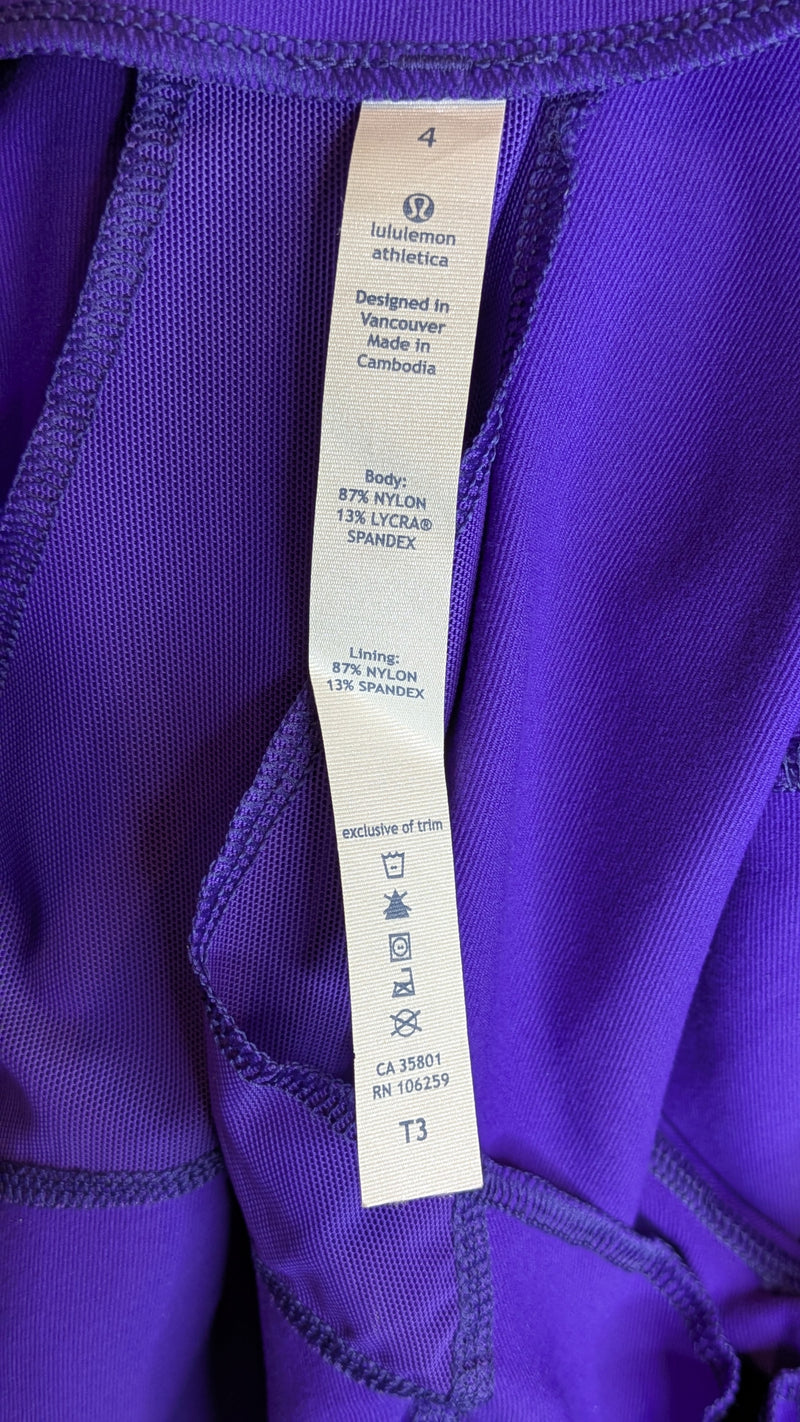 4
lululemon
athletica
Designed in
Vancouver
Made in
Cambodia
Body:
87% NYLON
13% LYCRA®
SPANDEX
Lining:
87% NYLON
13% SPANDEX
exclusive of trim
CA 35801
RN 106259
T3